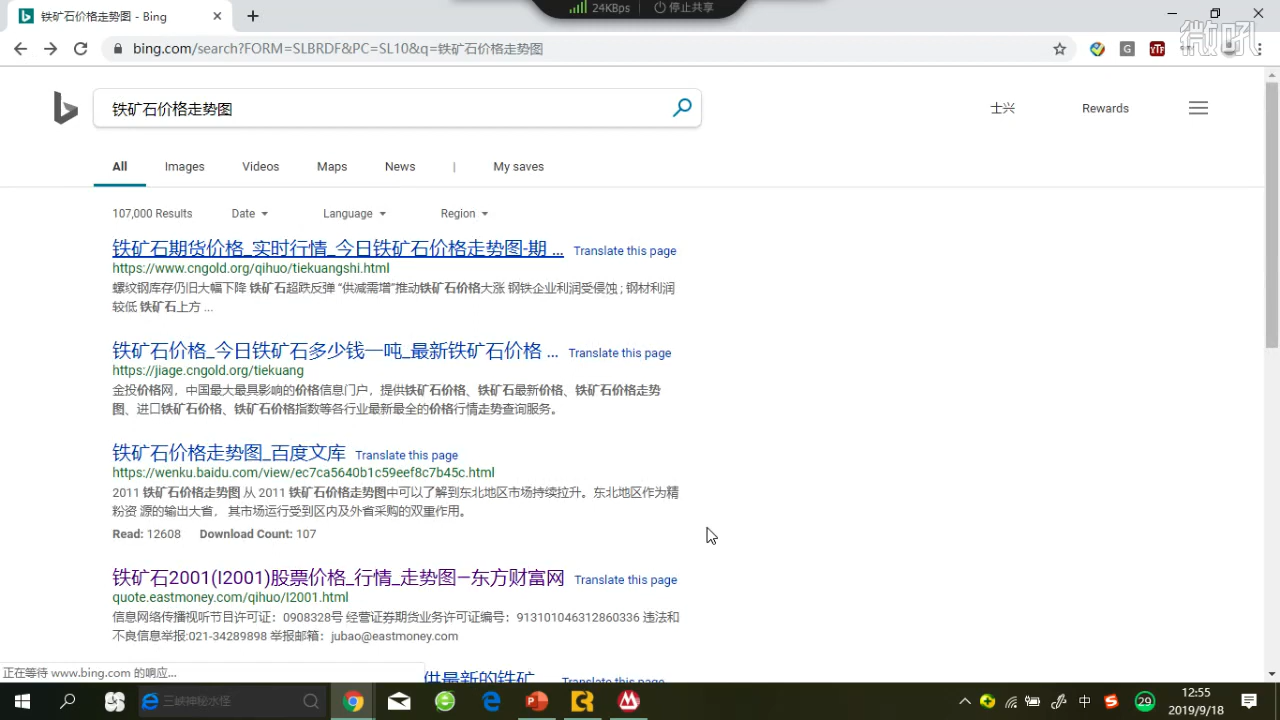 铁矿石价格走势图 - Bing
24KBps
停止共享
微吼
bing.com/search?FORM=SLBRDF&PC=SL10&q=铁矿石价格走势图
铁矿石价格走势图
士兴
Rewards
All
Images
Videos
Maps
News
|
My saves
107,000 Results
Date
Language
Region
铁矿石期货价格_实时行情_今日铁矿石价格走势图-期 ... Translate this page
https://www.cngold.org/qihuo/tiekuangshi.html
螺纹钢库存仍旧大幅下降 铁矿石超跌反弹 “供减需增”推动铁矿石价格大涨 钢铁企业利润受侵蚀 ; 钢材利润
较低 铁矿石上方 ...
铁矿石价格_今日铁矿石多少钱一吨_最新铁矿石价格 ... Translate this page
https://jiage.cngold.org/tiekuang
金投价格网，中国最大最具影响的价格信息门户，提供铁矿石价格、铁矿石最新价格、铁矿石价格走势
图、进口铁矿石价格、铁矿石价格指数等各行业最新最全的价格行情走势查询服务。
铁矿石价格走势图_百度文库 Translate this page
https://wenku.baidu.com/view/ec7ca5640b1c59eef8c7b45c.html
2011 铁矿石价格走势图 从 2011 铁矿石价格走势图中可以了解到东北地区市场持续拉升。东北地区作为精
粉资 源的输出大省， 其市场运行受到区内及外省采购的双重作用。
Read: 12608 Download Count: 107
铁矿石2001(I2001)股票价格_行情_走势图—东方财富网 Translate this page
quote.eastmoney.com/qihuo/I2001.html
信息网络传播视听节目许可证：0908328号 经营证券期货业务许可证编号：913101046312860336 违法和
不良信息举报:021-34289898 举报邮箱：jubao@eastmoney.com
供最新的铁矿 Translate this page
正在等待 www.bing.com 的响应...
三峡神秘水怪
中
29
12:55
2019/9/18